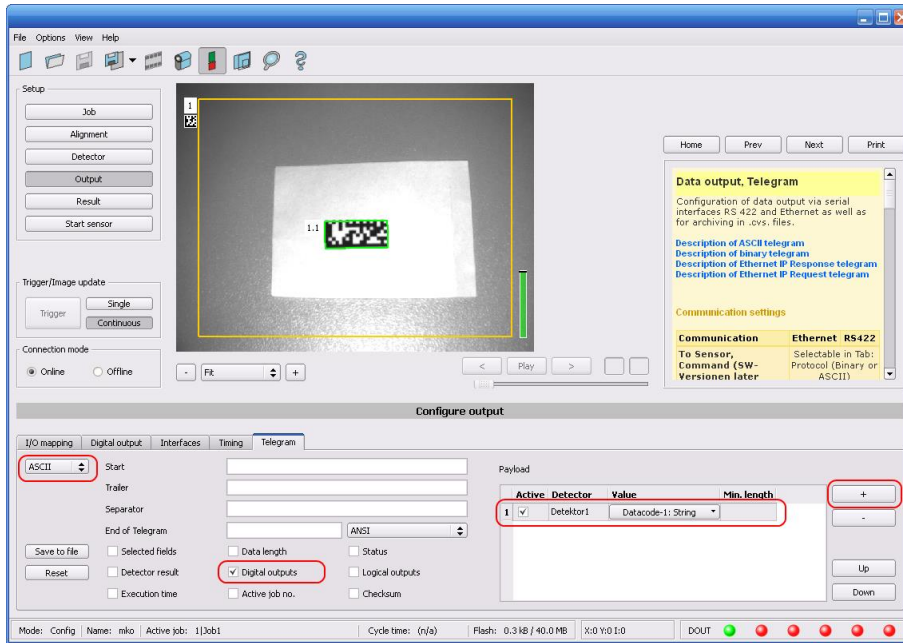 File Options View Help
Setup
Job
Alignment
Detector
Output
Result
Start sensor
Trigger/Image update
Trigger
Single
Continuous
Connection mode
Online Offline
1
1.1
- Fit +
< Play >
Home Prev Next Print
Data output, Telegram
Configuration of data output via serial
interfaces RS 422 and Ethernet as well as
for archiving in .cvs. files.
Description of ASCII telegram
Description of binary telegram
Description of Ethernet IP Response telegram
Description of Ethernet IP Request telegram
Communication settings
Communication Ethernet RS422
To Sensor, Selectable in Tab:
Command (SW- Protocol (Binary or
Versionen later ASCII)
Configure output
I/O mapping Digital output Interfaces Timing Telegram
ASCII
Start
Trailer
Separator
End of Telegram ANSI
Save to file
Reset
Selected fields Data length Status
Detector result Digital outputs Logical outputs
Execution time Active job no. Checksum
Payload
Active Detector Value Min. length
1 Detektor1 Datacode-1: String
+
-
Up
Down
Mode: Config Name: mko Active job: 1|Job1 Cycle time: (n/a) Flash: 0.3 kB / 40.0 MB X:0 Y:0 I:0 DOUT